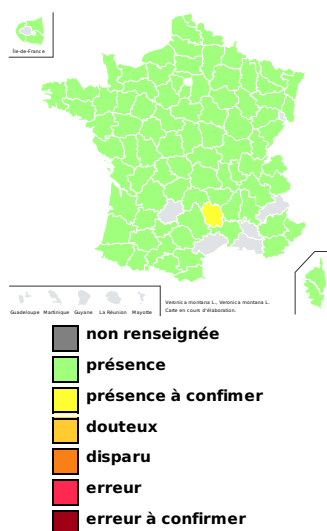 Île-de-France
Guadeloupe Martinique Guyane La Réunion Mayotte
Veronica montana L., Veronica montana L.
Carte en cours d'élaboration.
non renseignée
présence
présence à confimer
douteux
disparu
erreur
erreur à confirmer